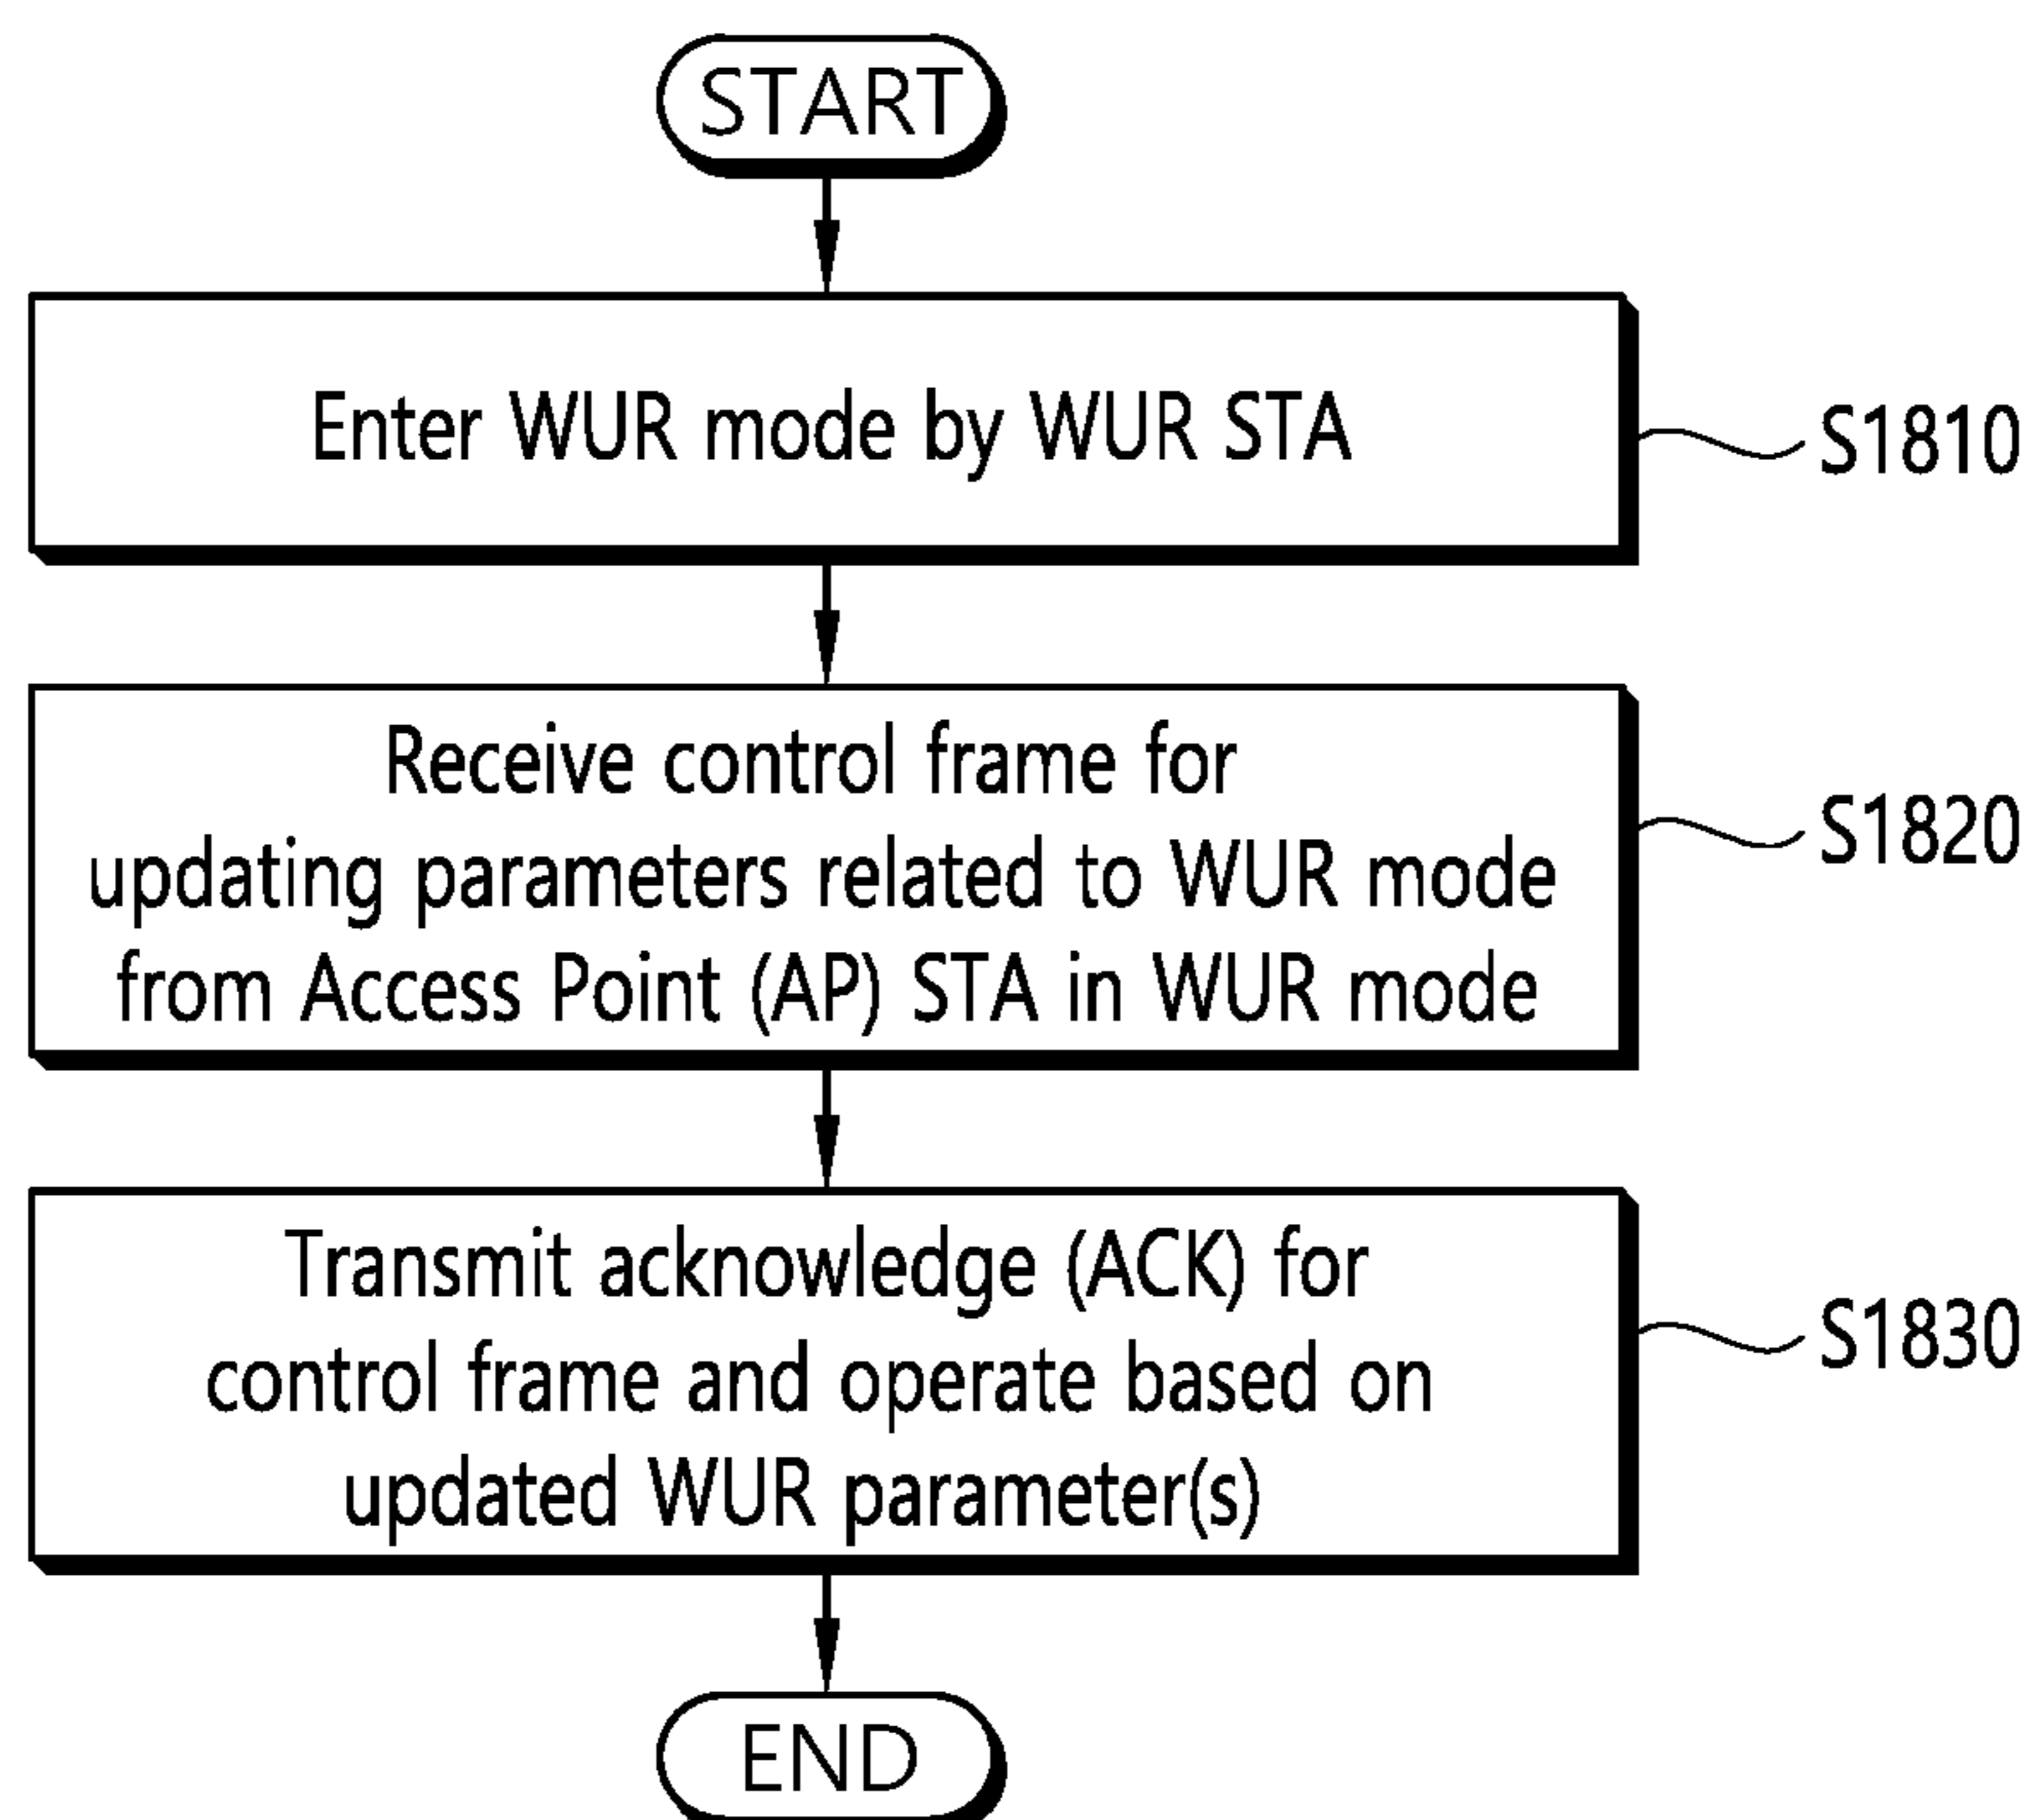 START
Enter WUR mode by WUR STA
S1810
Receive control frame for
updating parameters related to WUR mode
from Access Point (AP) STA in WUR mode
S1820
Transmit acknowledge (ACK) for
control frame and operate based on
updated WUR parameter(s)
S1830
END